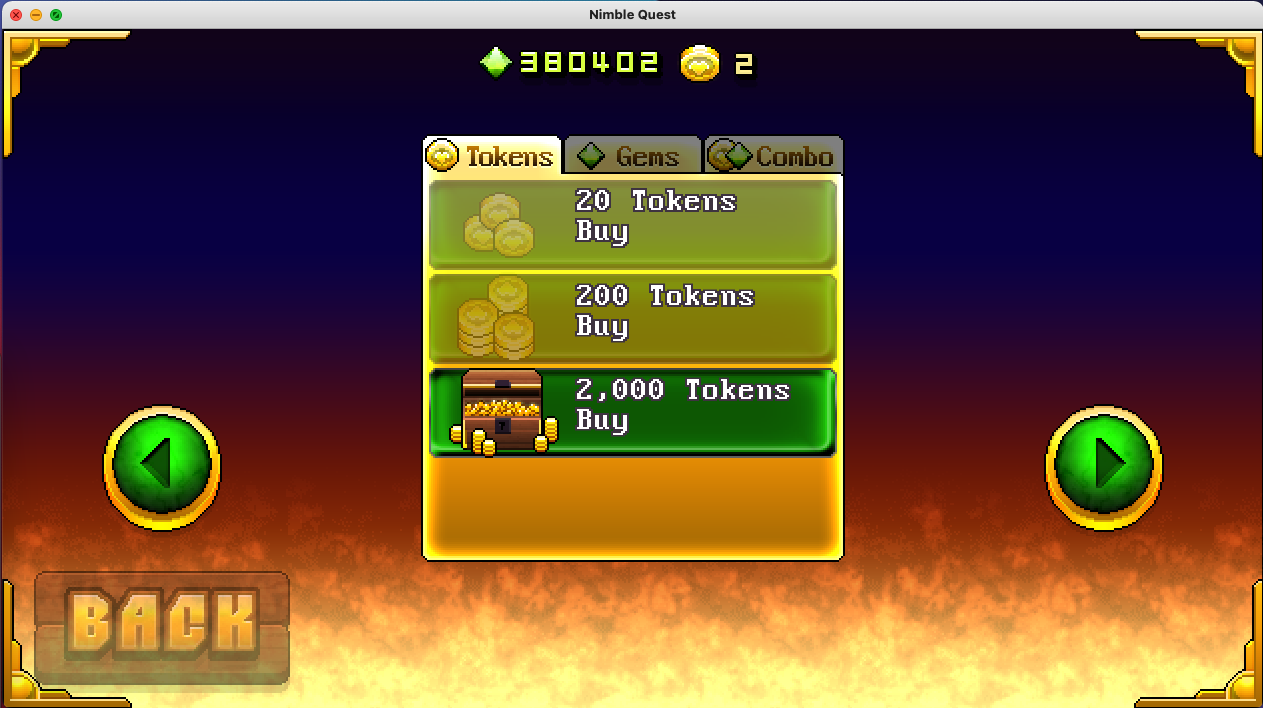 Nimble Quest
380402 2
Tokens Gems Combo
20 Tokens
Buy
200 Tokens
Buy
2,000 Tokens
Buy
BACK